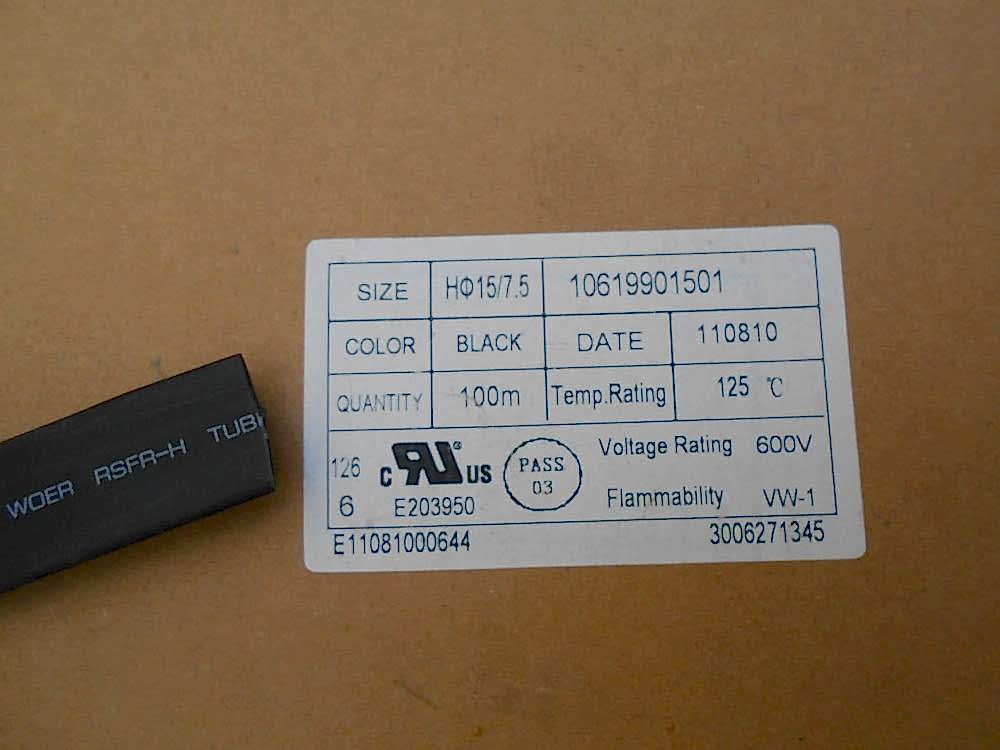 SIZE HΦ15/7.5 10619901501
COLOR BLACK DATE 110810
QUANTITY 100m Temp.Rating 125 ℃
126 c RU ® US PASS Voltage Rating 600V
03
6 E203950 Flammability VW-1
E11081000644 3006271345
WOER RSFR-H TUB